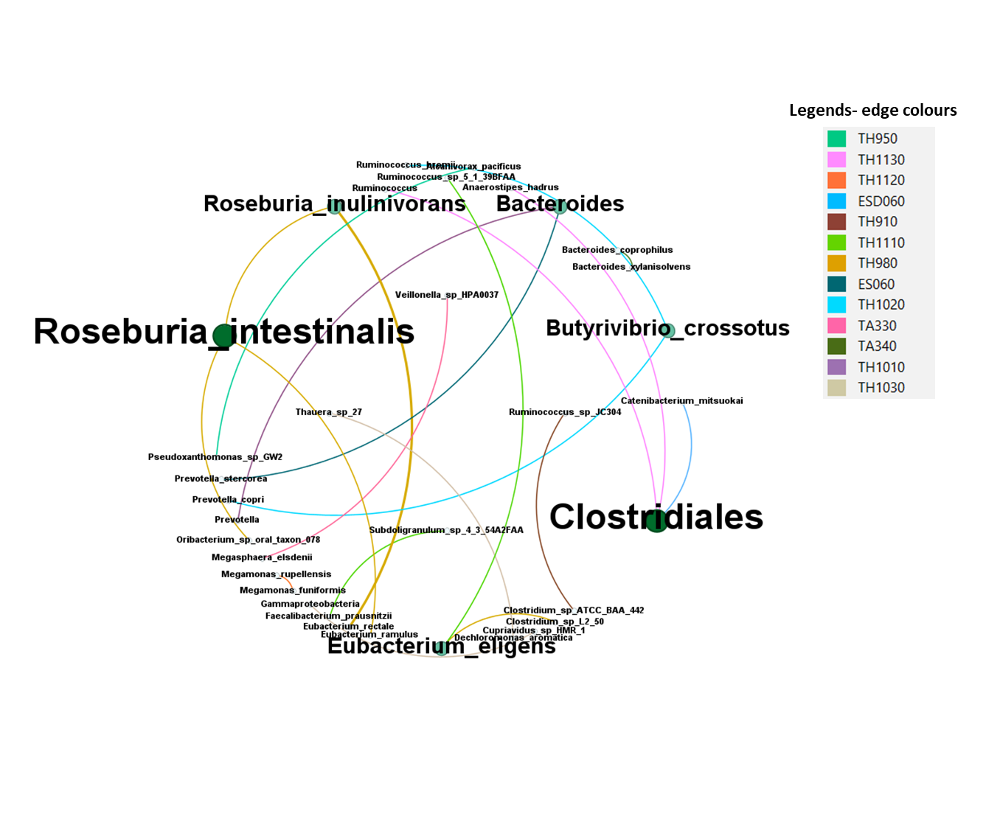 Legends- edge colours
TH950
TH1130
TH1120
ESD060
TH910
TH1110
TH980
ES060
TH1020
TA330
TA340
TH1010
TH1030
Ruminococcus_bromii
Alcanivorax_pacificus
Ruminococcus_sp_5_1_39BFAA
Ruminococcus
Anaerostipes_hadrus
Roseburia_inulinivorans
Bacteroides
Bacteroides_coprophilus
Bacteroides_xylanisolvens
Veillonella_sp_HPA0037
Roseburia_intestinalis
Butyrivibrio_crossotus
Catenibacterium_mitsuokai
Thauera_sp_27
Ruminococcus_sp_JC304
Pseudoxanthomonas_sp_GW2
Prevotella_stercorea
Prevotella_copri
Prevotella
Clostridiales
Subdoligranulum_sp_4_3_54A2FAA
Oribacterium_sp_oral_taxon_078
Megasphaera_elsdenii
Megamonas_rupellensis
Megamonas_funiformis
Gammaproteobacteria
Clostridium_sp_ATCC_BAA_442
Faecalibacterium_prausnitzii
Clostridium_sp_L2_50
Eubacterium_rectale
Cupriavidus_sp_HMR_1
Eubacterium_ramulus
Dechloromonas_aromatica
Eubacterium_eligens